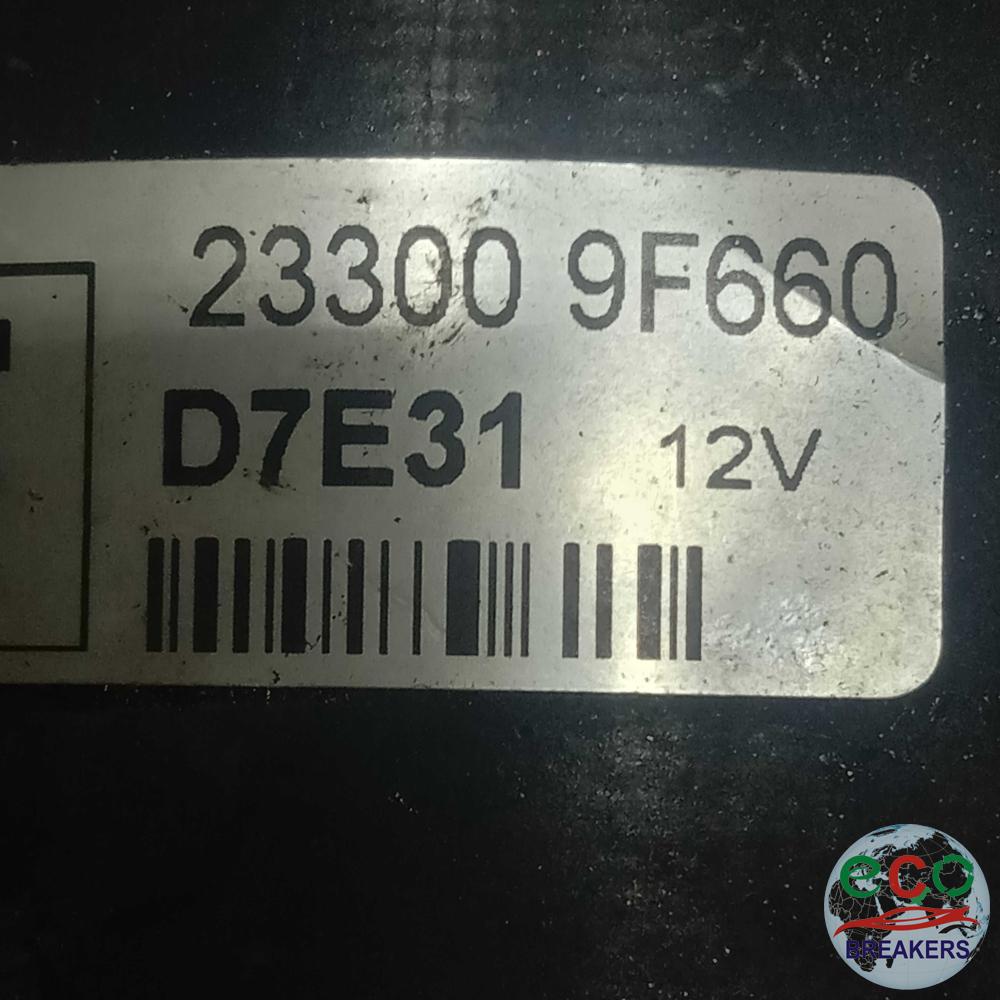 23300 9F660
D7E31 12V
eco
BREAKERS